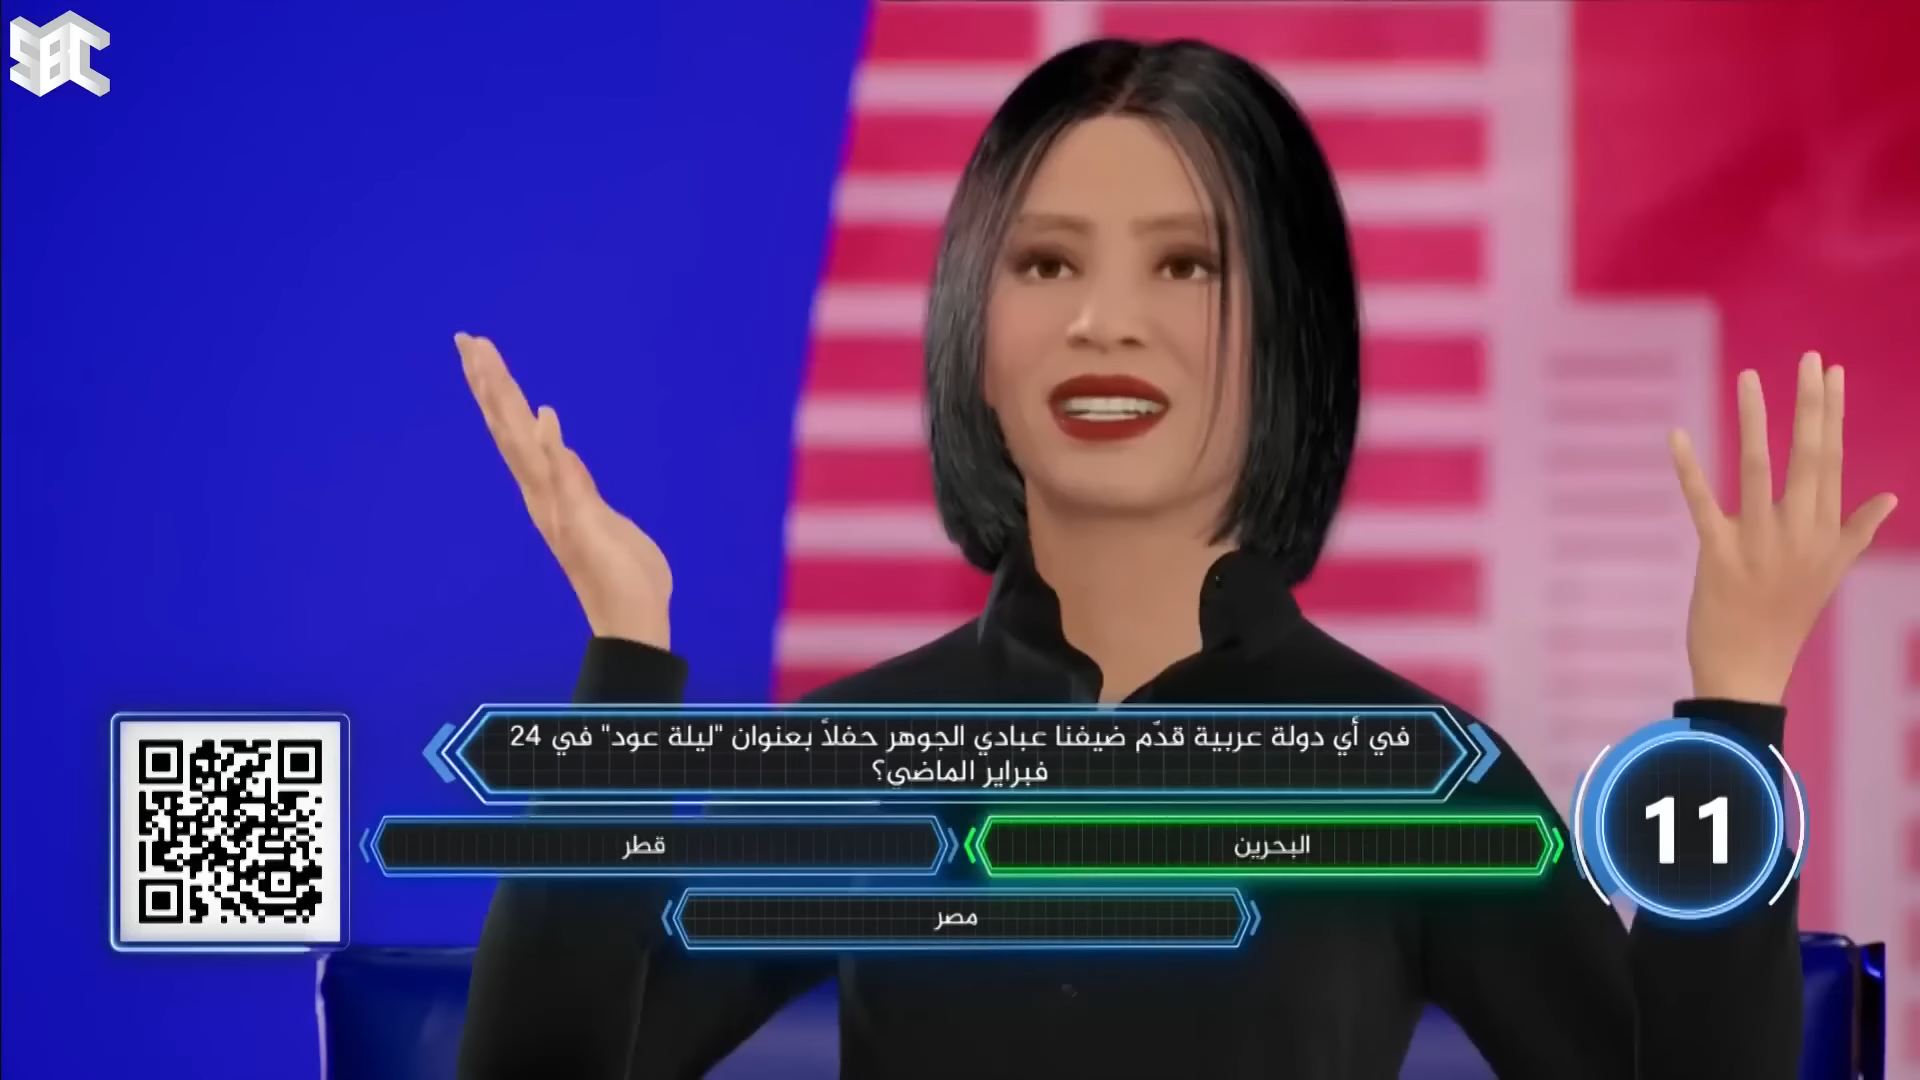 SBC
في أي دولة عربية قدّم ضيفنا عبادي الجوهر حفلاً بعنوان "ليلة عود" في 24
فبراير الماضي؟
البحرين
قطر
مصر
11